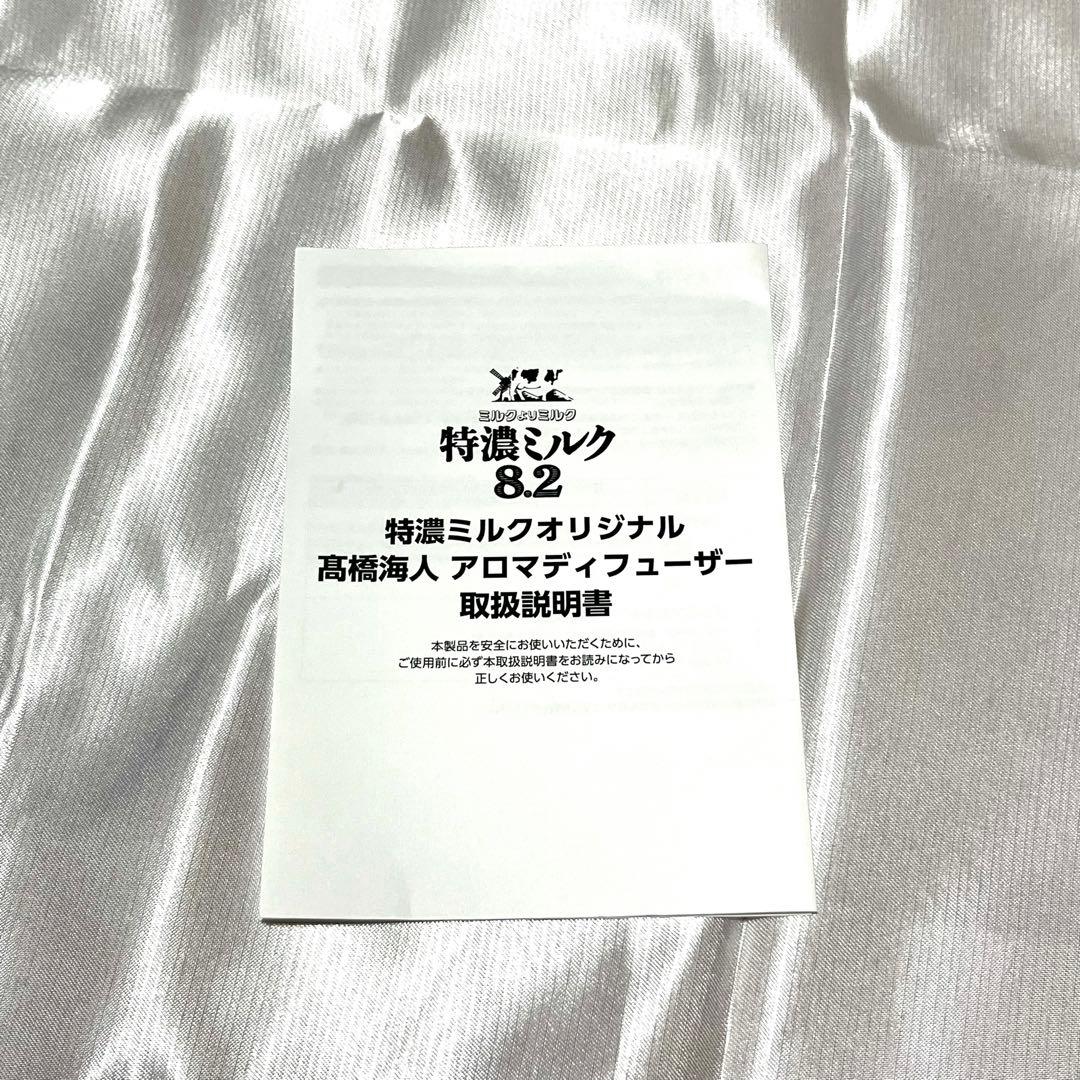 ミルクよりミルク
特濃ミルク
8.2
特濃ミルクオリジナル
髙橋海人 アロマディフューザー
取扱説明書
本製品を安全にお使いいただくために、
ご使用前に必ず本取扱説明書をお読みになってから
正しくお使いください。